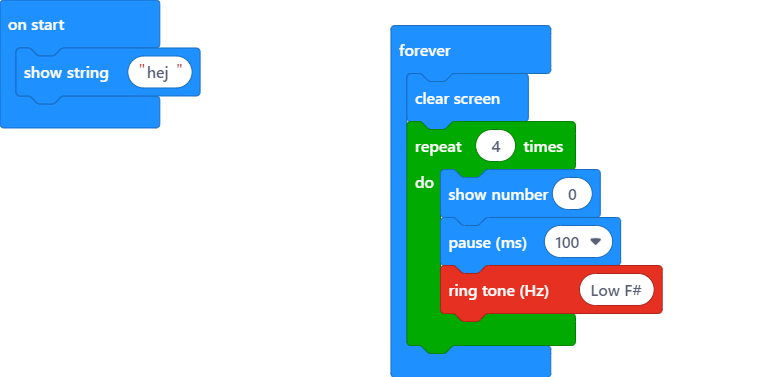 on start
show string "hej "
forever
clear screen
repeat 4 times
do
show number 0
pause (ms) 100
ring tone (Hz) Low F#